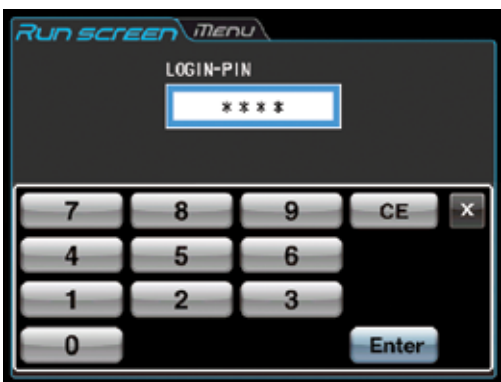 Run screen Menu
LOGIN-PIN
****
7 8 9 CE X
4 5 6
1 2 3
0 Enter